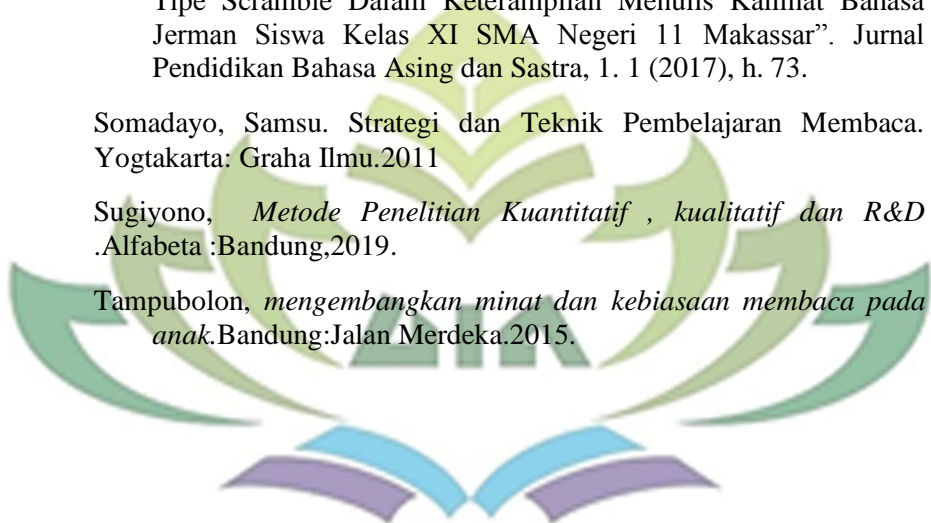 Tipe Scramble Dalam Keterampilan Menulis Kalimat Bahasa
Jerman Siswa Kelas XI SMA Negeri 11 Makassar”. Jurnal
Pendidikan Bahasa Asing dan Sastra, 1. 1 (2017), h. 73.
Somadayo, Samsu. Strategi dan Teknik Pembelajaran Membaca.
Yogtakarta: Graha Ilmu.2011
Sugiyono, Metode Penelitian Kuantitatif , kualitatif dan R&D
.Alfabeta :Bandung,2019.
Tampubolon, mengembangkan minat dan kebiasaan membaca pada
anak.Bandung:Jalan Merdeka.2015.